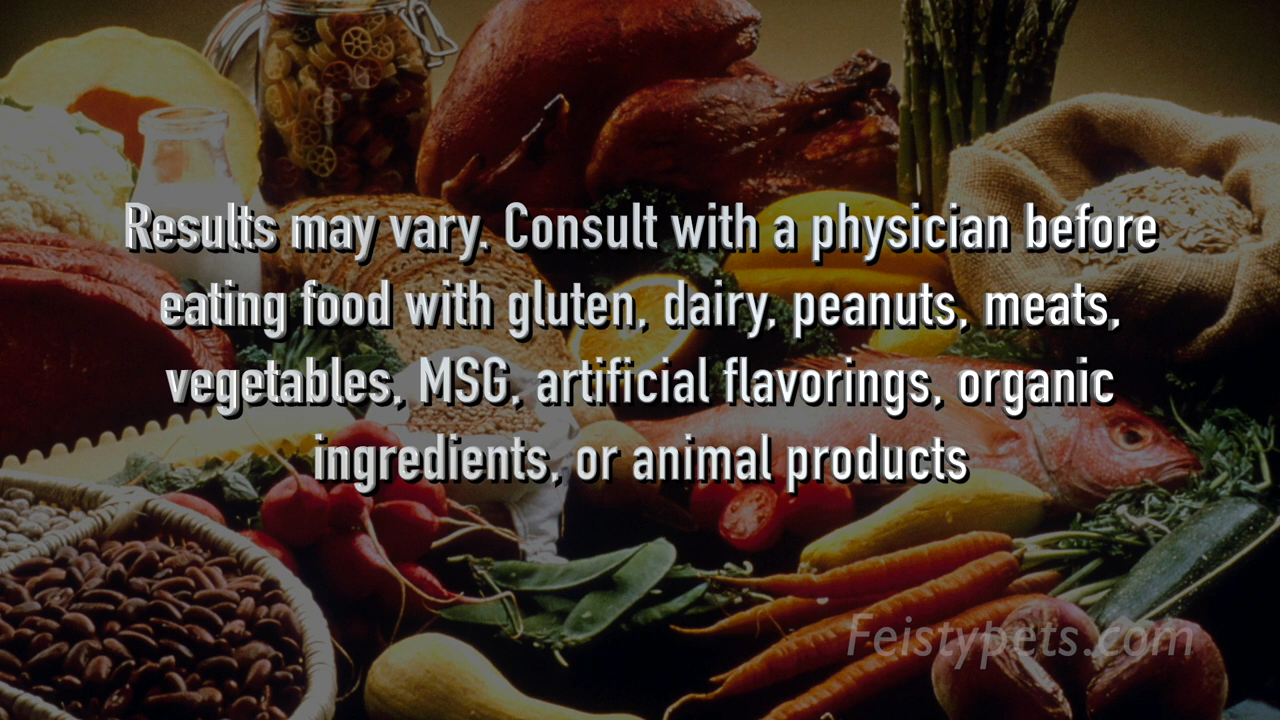 Results may vary. Consult with a physician before
eating food with gluten, dairy, peanuts, meats,
vegetables, MSG, artificial flavorings, organic
ingredients, or animal products
Feistypets.com